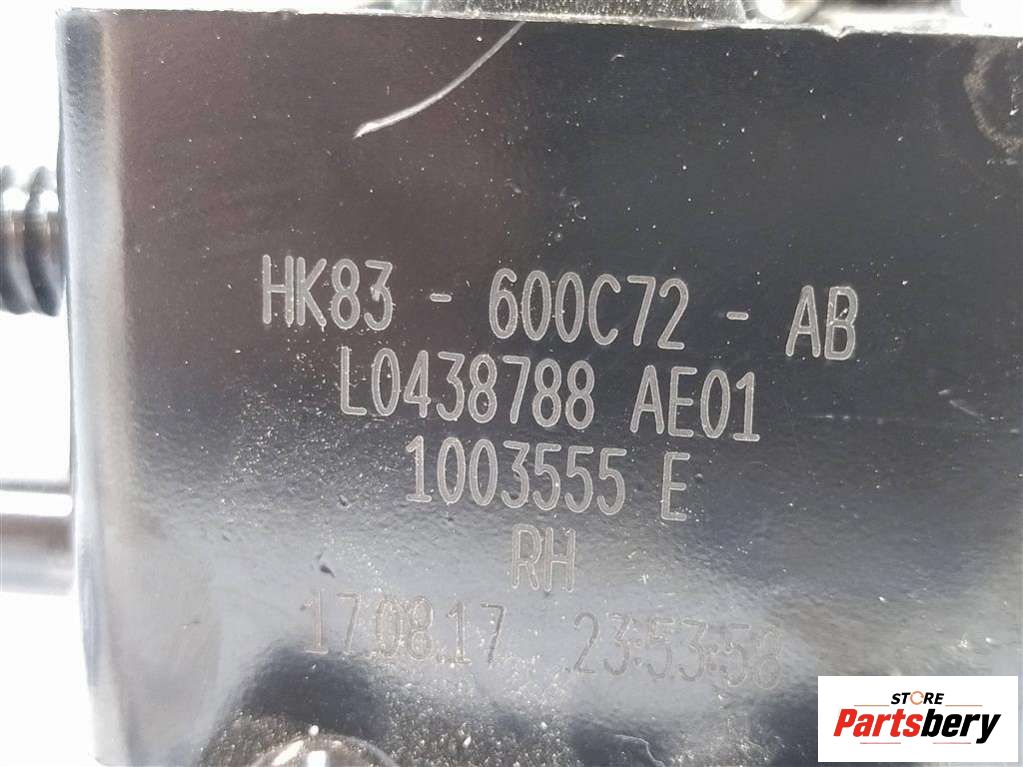 HK83 - 600C72 - AB
L0438788 AE01
1003555 E
RH
17.08.17 23:53:58
STORE
Partsbery